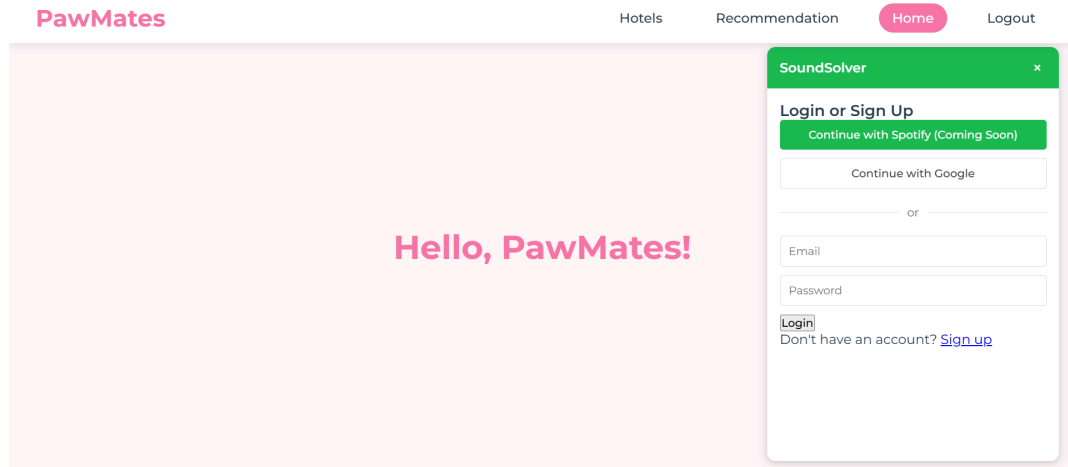 PawMates
Hotels
Recommendation
Home
Logout
SoundSolver ×
Login or Sign Up
Continue with Spotify (Coming Soon)
Continue with Google
or
Email
Password
Login
Don't have an account? Sign up
Hello, PawMates!